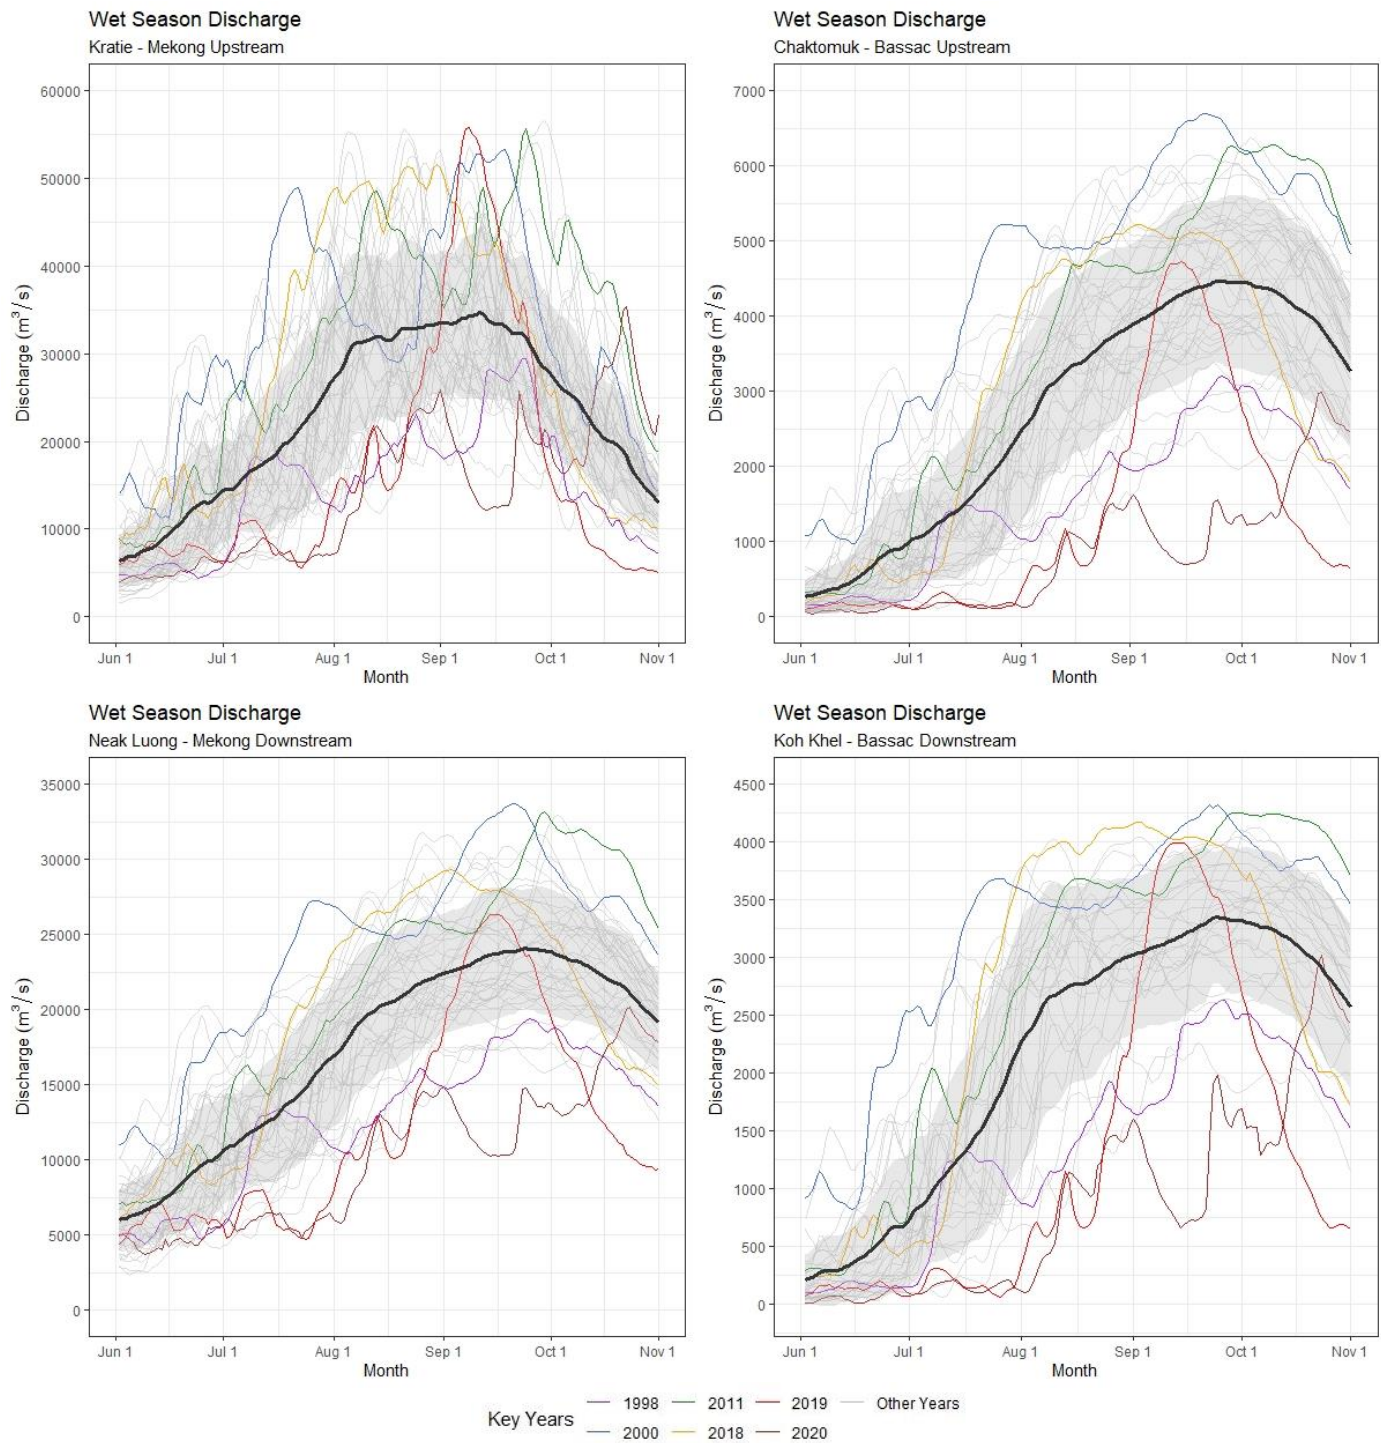 Wet Season Discharge
Kratie - Mekong Upstream
60000
50000
40000
30000
20000
10000
0
Discharge (m³/s)
Jun 1 Jul 1 Aug 1 Sep 1 Oct 1 Nov 1
Month
Wet Season Discharge
Chaktomuk - Bassac Upstream
7000
6000
5000
4000
3000
2000
1000
0
Discharge (m³/s)
Jun 1 Jul 1 Aug 1 Sep 1 Oct 1 Nov 1
Month
Wet Season Discharge
Neak Luong - Mekong Downstream
35000
30000
25000
20000
15000
10000
5000
0
Discharge (m³/s)
Jun 1 Jul 1 Aug 1 Sep 1 Oct 1 Nov 1
Month
Wet Season Discharge
Koh Khel - Bassac Downstream
4500
4000
3500
3000
2500
2000
1500
1000
500
0
Discharge (m³/s)
Jun 1 Jul 1 Aug 1 Sep 1 Oct 1 Nov 1
Month
Key Years
1998 2011 2019 Other Years
2000 2018 2020